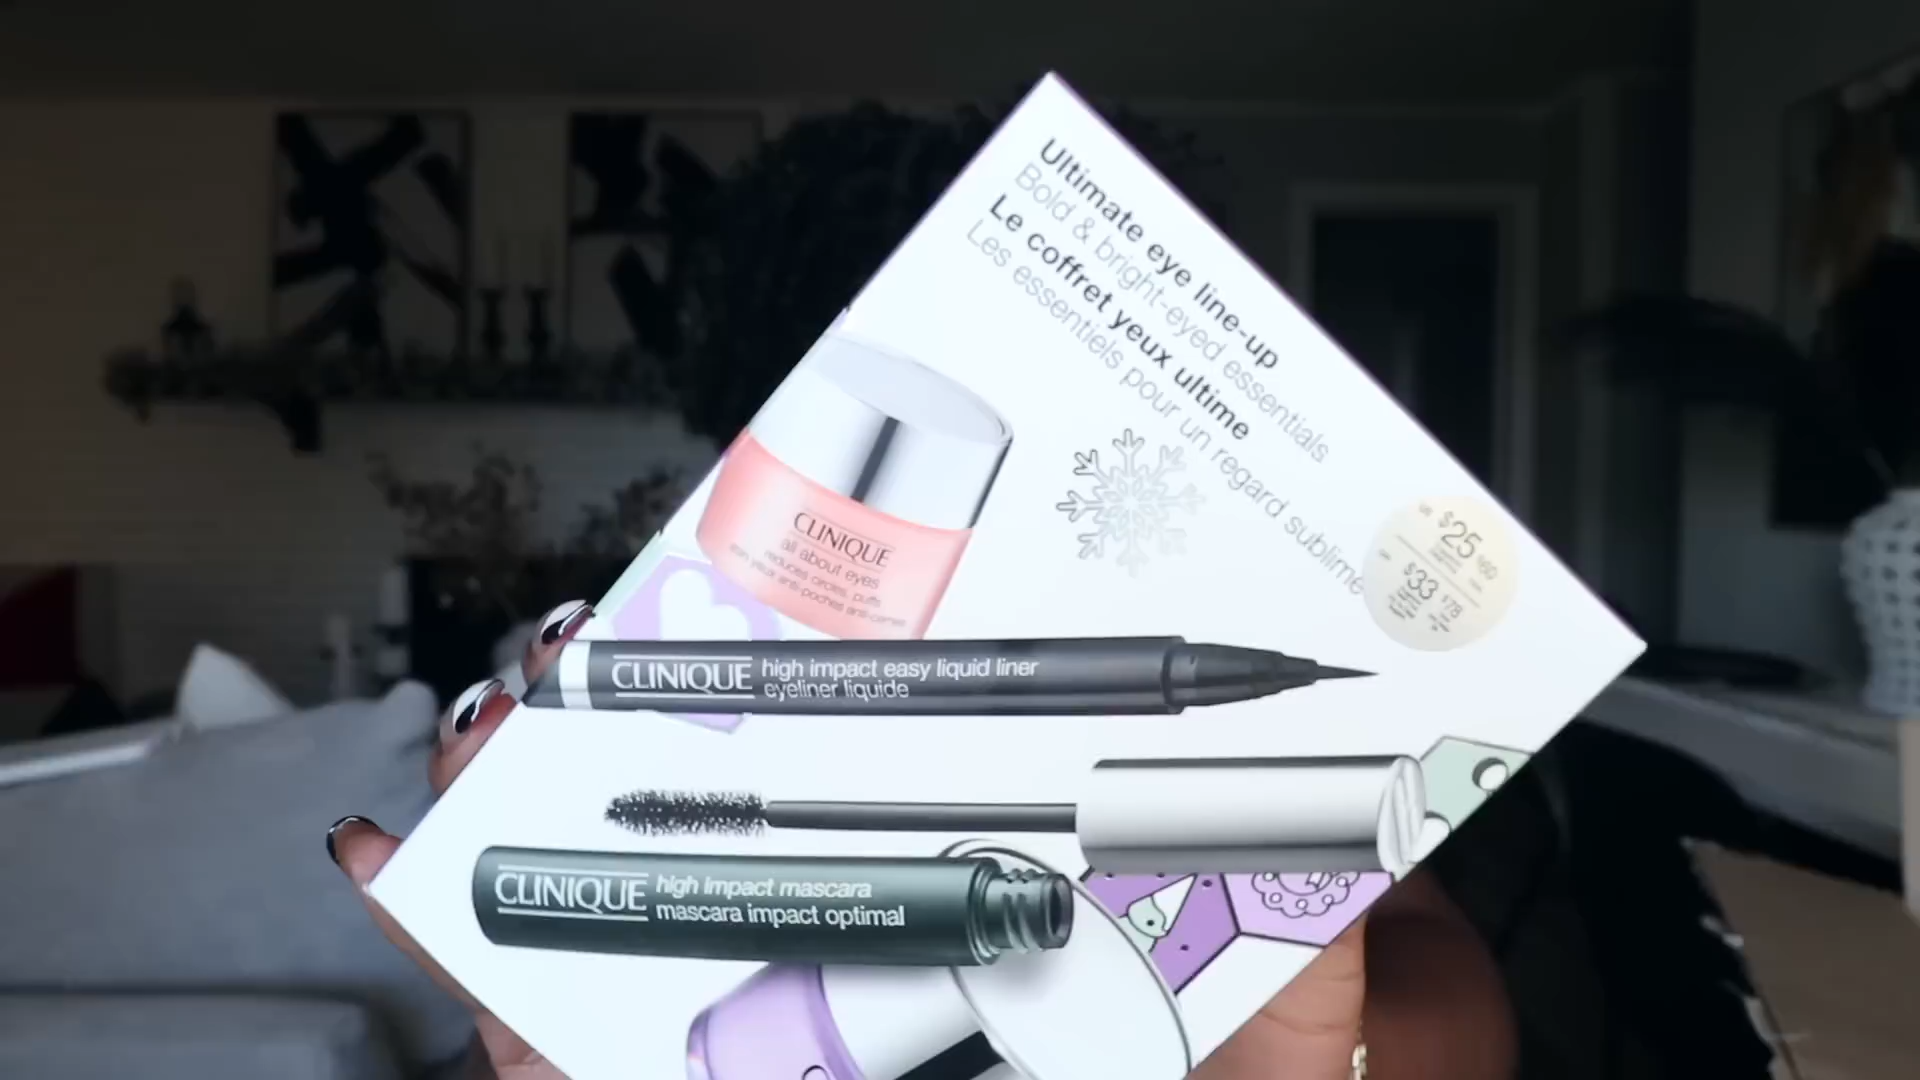 Ultimate eye line-up
Bold & bright-eyed essentials
Le coffret yeux ultime
Les essentiels pour un regard sublime
$25
$33 $78
CLINIQUE
all about eyes
reduces circles, puffs
CLINIQUE high impact easy liquid liner
eyeliner liquide
CLINIQUE high impact mascara
mascara impact optimal